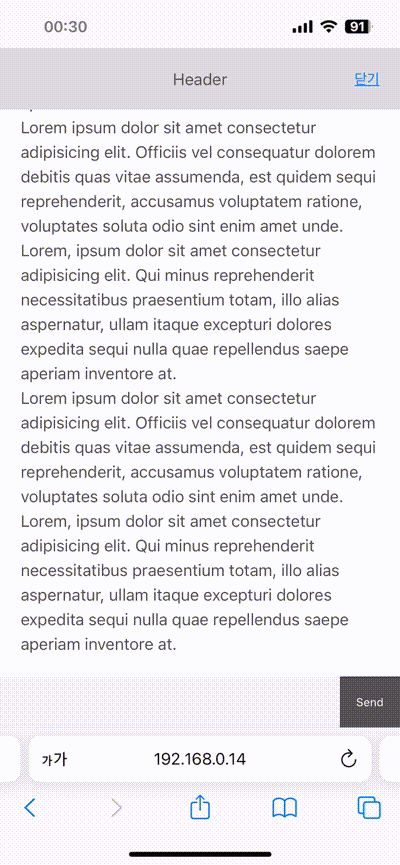 00:30
91
Header
닫기
Lorem ipsum dolor sit amet consectetur
adipisicing elit. Officiis vel consequatur dolorem
debitis quas vitae assumenda, est quidem sequi
reprehenderit, accusamus voluptatem ratione,
voluptates soluta odio sint enim amet unde.
Lorem, ipsum dolor sit amet consectetur
adipisicing elit. Qui minus reprehenderit
necessitatibus praesentium totam, illo alias
aspernatur, ullam itaque excepturi dolores
expedita sequi nulla quae repellendus saepe
aperiam inventore at.
Lorem ipsum dolor sit amet consectetur
adipisicing elit. Officiis vel consequatur dolorem
debitis quas vitae assumenda, est quidem sequi
reprehenderit, accusamus voluptatem ratione,
voluptates soluta odio sint enim amet unde.
Lorem, ipsum dolor sit amet consectetur
adipisicing elit. Qui minus reprehenderit
necessitatibus praesentium totam, illo alias
aspernatur, ullam itaque excepturi dolores
expedita sequi nulla quae repellendus saepe
aperiam inventore at.
Send
가가 192.168.0.14